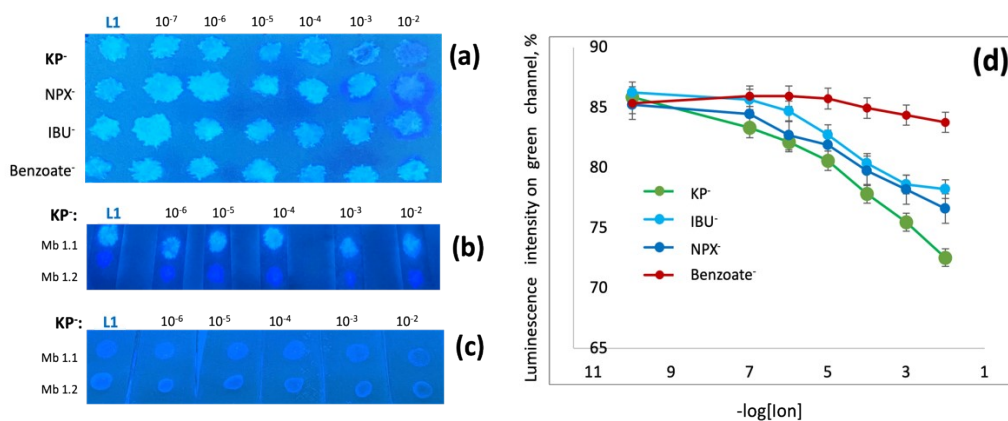 L1 10⁻⁷ 10⁻⁶ 10⁻⁵ 10⁻⁴ 10⁻³ 10⁻²
KP⁻
NPX⁻
IBU⁻
Benzoate⁻
(a)
KP⁻: L1 10⁻⁶ 10⁻⁵ 10⁻⁴ 10⁻³ 10⁻²
Mb 1.1
Mb 1.2
(b)
KP⁻: L1 10⁻⁶ 10⁻⁵ 10⁻⁴ 10⁻³ 10⁻²
Mb 1.1
Mb 1.2
(c)
(d)
Luminescence intensity on green channel, %
90
85
80
75
70
65
KP⁻
IBU⁻
NPX⁻
Benzoate⁻
11 9 7 5 3 1
-log[Ion]